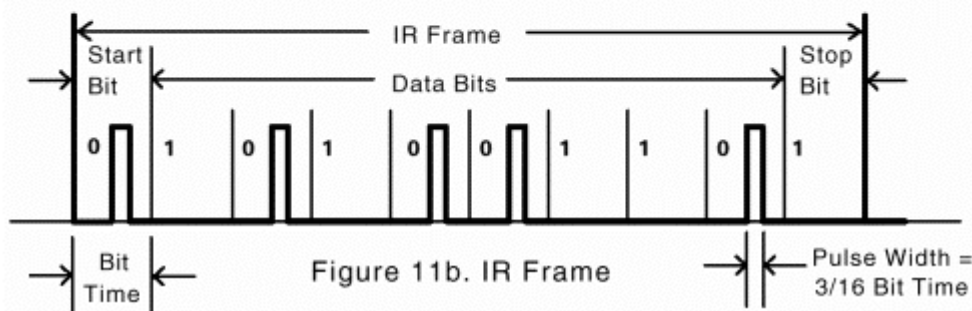 IR Frame
Start
Bit
Data Bits
Stop
Bit
0 1 0 1 0 0 1 1 0 1
Bit
Time
Figure 11b. IR Frame
Pulse Width =
3/16 Bit Time